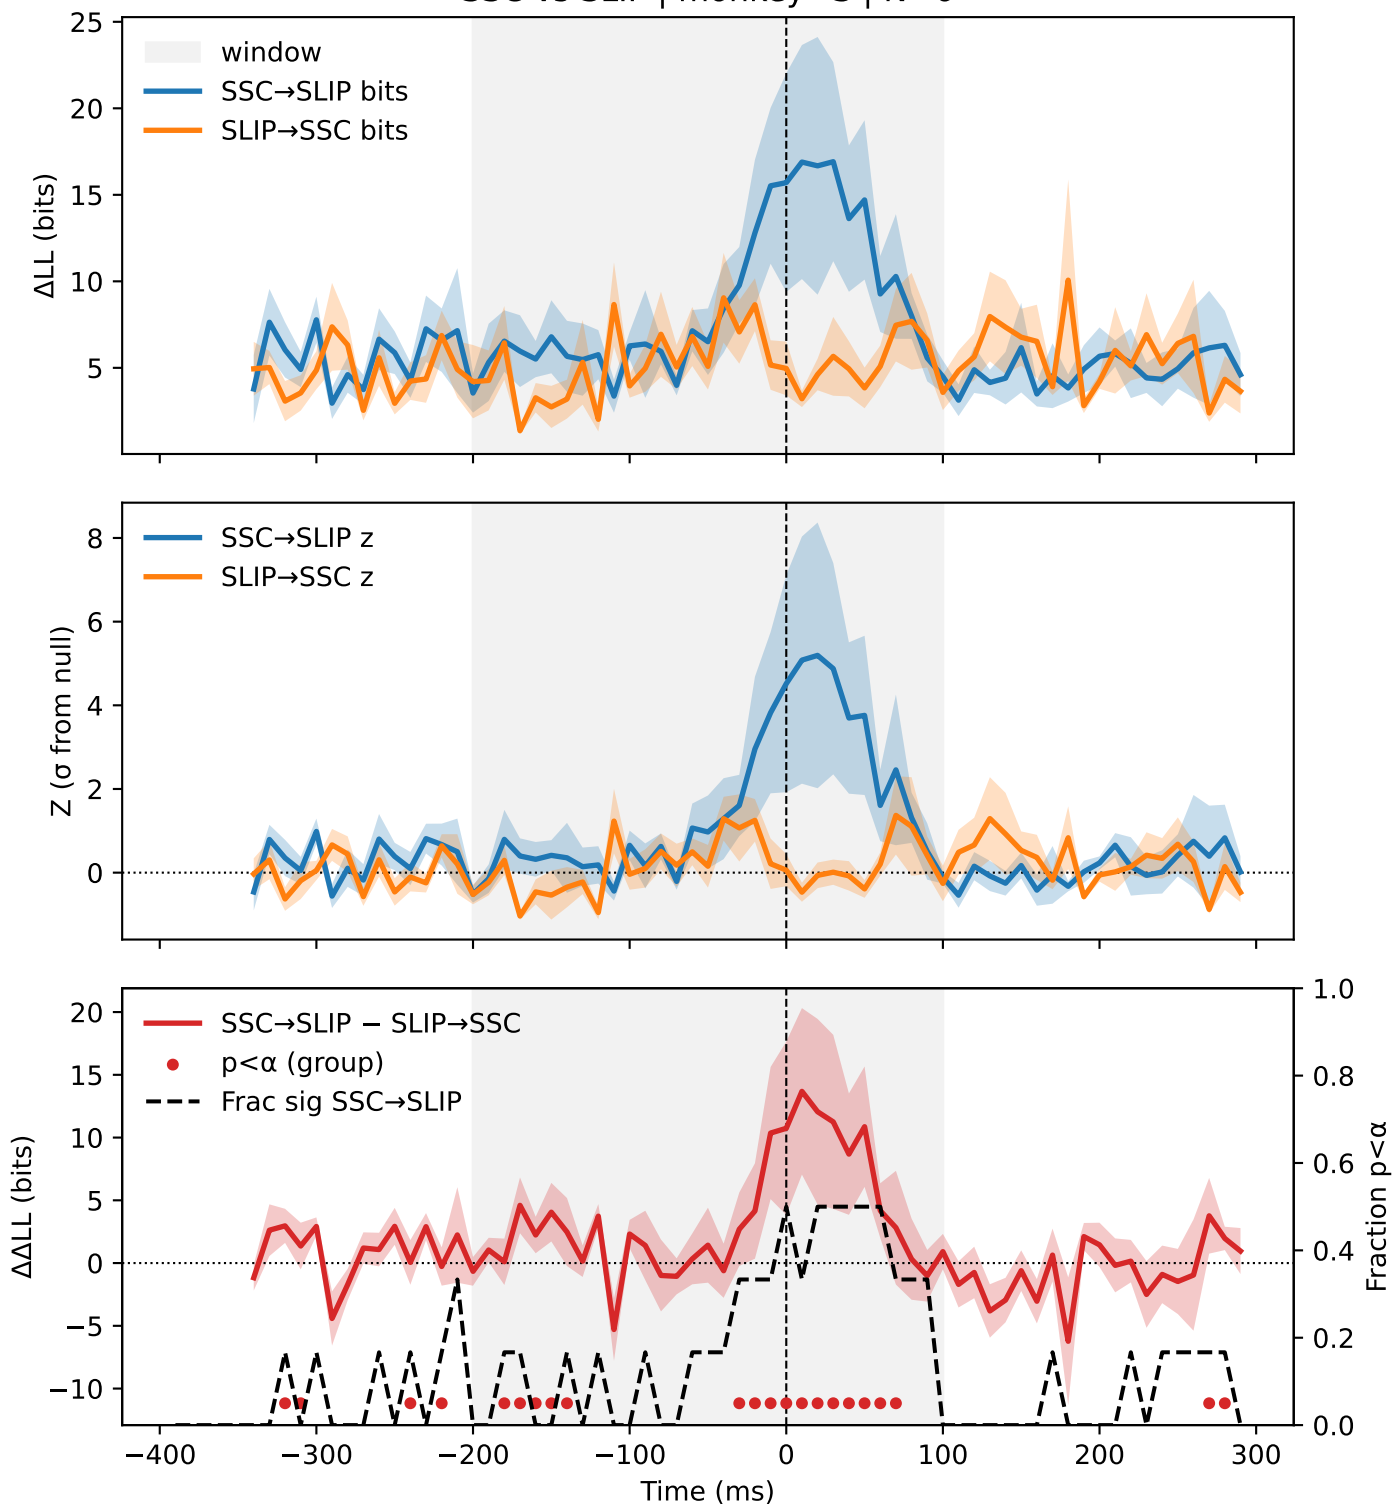 25
20
15
10
5
ΔLL (bits)
window
SSC→SLIP bits
SLIP→SSC bits
8
6
4
2
0
Z (σ from null)
SSC→SLIP z
SLIP→SSC z
20
15
10
5
0
−5
−10
ΔΔLL (bits)
SSC→SLIP − SLIP→SSC
p<α (group)
Frac sig SSC→SLIP
1.0
0.8
0.6
0.4
0.2
0.0
Fraction p<α
−400
−300
−200
−100
0
100
200
300
Time (ms)